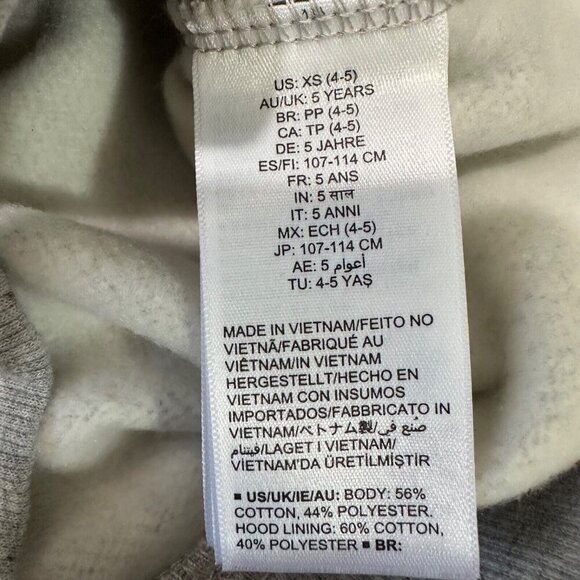 US: XS (4-5)
AU/UK: 5 YEARS
BR: PP (4-5)
CA: TP (4-5)
DE: 5 JAHRE
ES/FI: 107-114 CM
FR: 5 ANS
IN: 5 साल
IT: 5 ANNI
MX: ECH (4-5)
JP: 107-114 CM
AE: 5 أعوام
TU: 4-5 YAŞ
MADE IN VIETNAM/FEITO NO
VIETNÃ/FABRIQUÉ AU
VIÊTNAM/IN VIETNAM
HERGESTELLT/HECHO EN
VIETNAM CON INSUMOS
IMPORTADOS/FABBRICATO IN
VIETNAM/ベトナム製/صُنع في
فيتنام/LAGET I VIETNAM/
VIETNAM'DA ÜRETİLMİŞTİR
■ US/UK/IE/AU: BODY: 56%
COTTON, 44% POLYESTER.
HOOD LINING: 60% COTTON,
40% POLYESTER ■ BR: